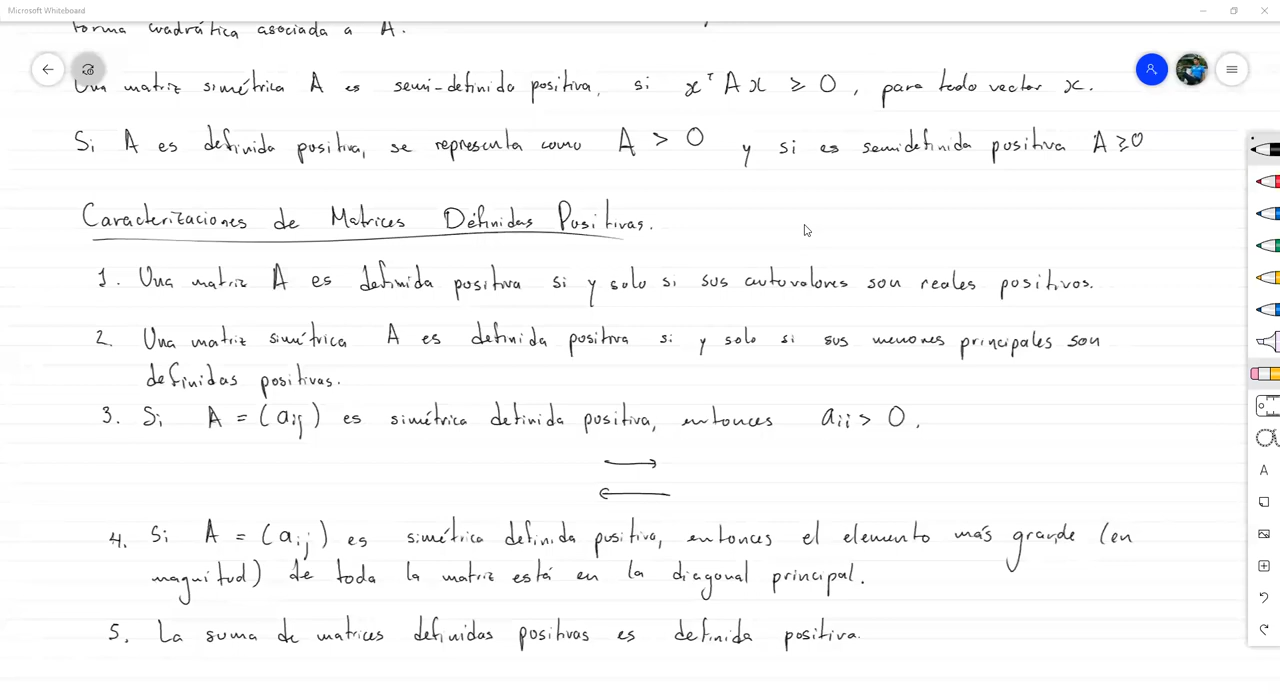 Microsoft Whiteboard
forma cuadrática asociada a A.
Una matriz simétrica A es semi-definida positiva, si xᵀAx ≥ 0, para todo vector x.
Si A es definida positiva, se representa como A > 0 y si es semidefinida positiva A ≥ 0
Caracterizaciones de Matrices Definidas Positivas.
1. Una matriz A es definida positiva si y solo si sus autovalores son reales positivos.
2. Una matriz simétrica A es definida positiva si y solo si sus menores principales son
definidas positivas.
3. Si A = (aij) es simétrica definida positiva, entonces aii > 0.
→
←
4. Si A = (aij) es simétrica definida positiva, entonces el elemento más grande (en
magnitud) de toda la matriz está en la diagonal principal.
5. La suma de matrices definidas positivas es definida positiva.
A